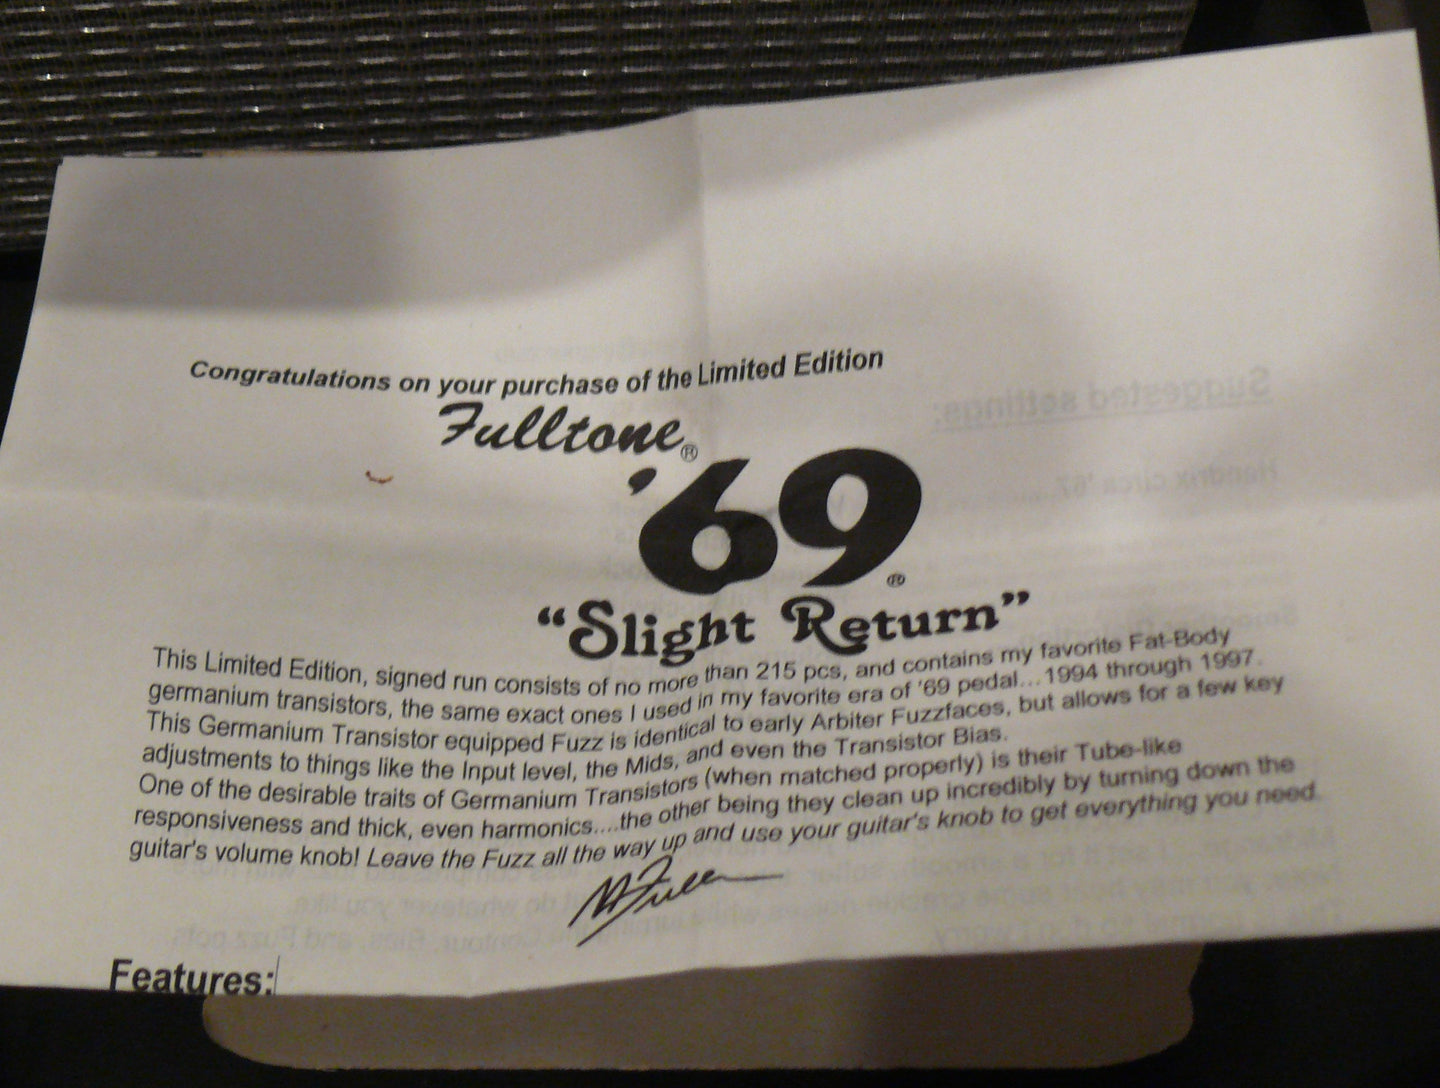 Congratulations on your purchase of the Limited Edition
Fulltone®
'69®
“Slight Return”
This Limited Edition, signed run consists of no more than 215 pcs, and contains my favorite Fat-Body
germanium transistors, the same exact ones I used in my favorite era of '69 pedal...1994 through 1997.
This Germanium Transistor equipped Fuzz is identical to early Arbiter Fuzzfaces, but allows for a few key
adjustments to things like the Input level, the Mids, and even the Transistor Bias.
One of the desirable traits of Germanium Transistors (when matched properly) is their Tube-like
responsiveness and thick, even harmonics....the other being they clean up incredibly by turning down the
guitar's volume knob! Leave the Fuzz all the way up and use your guitar's knob to get everything you need.
Features:
Suggested settings:
Hendrix circa '67